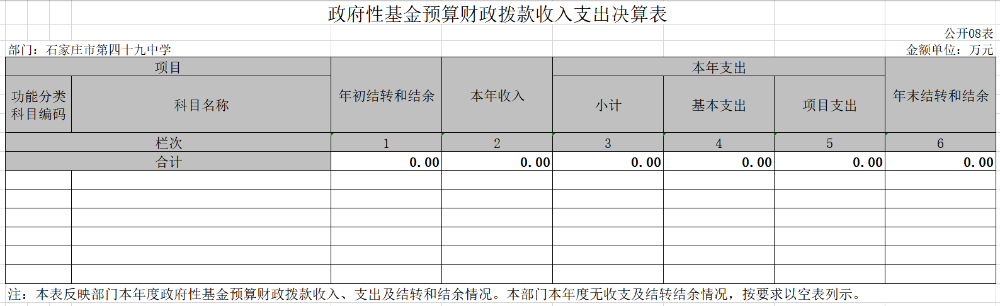 政府性基金预算财政拨款收入支出决算表
公开08表
部门：石家庄市第四十九中学
金额单位：万元
项目
年初结转和结余
本年收入
本年支出
年末结转和结余
功能分类
科目编码
科目名称
小计
基本支出
项目支出
栏次 1 2 3 4 5 6
合计 0.00 0.00 0.00 0.00 0.00 0.00
注：本表反映部门本年度政府性基金预算财政拨款收入、支出及结转和结余情况。本部门本年度无收支及结转结余情况，按要求以空表列示。